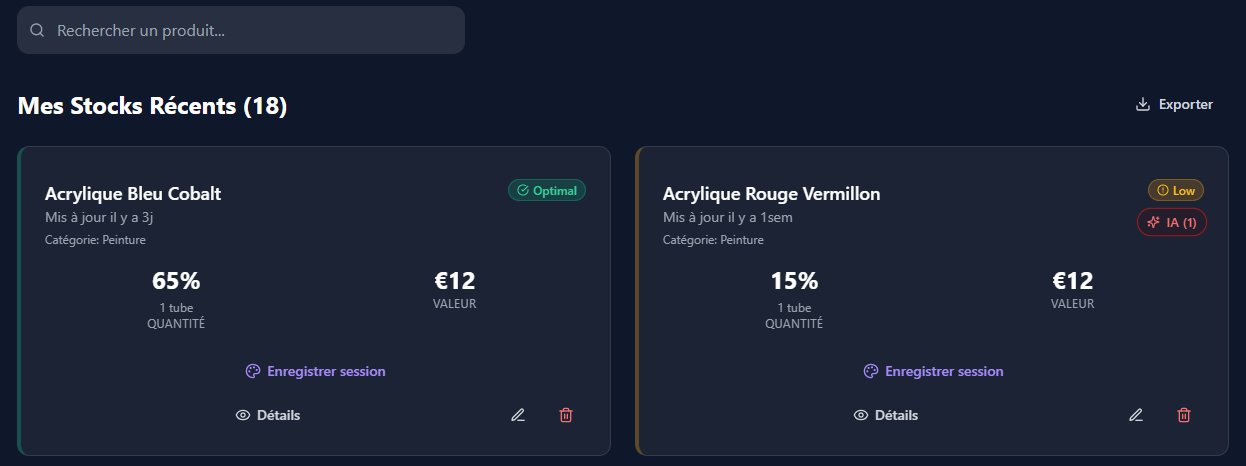 Rechercher un produit...
Mes Stocks Récents (18)
Exporter
Acrylique Bleu Cobalt
Optimal
Mis à jour il y a 3j
Catégorie: Peinture
65%
€12
1 tube
VALEUR
QUANTITÉ
Enregistrer session
Détails
Acrylique Rouge Vermillon
Low
Mis à jour il y a 1sem
IA (1)
Catégorie: Peinture
15%
€12
1 tube
VALEUR
QUANTITÉ
Enregistrer session
Détails